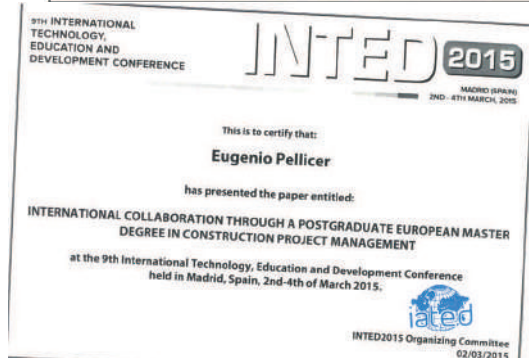 9TH INTERNATIONAL
TECHNOLOGY,
EDUCATION AND
DEVELOPMENT CONFERENCE
INTED 2015
MADRID (SPAIN)
2ND - 4TH MARCH, 2015
This is to certify that:
Eugenio Pellicer
has presented the paper entitled:
INTERNATIONAL COLLABORATION THROUGH A POSTGRADUATE EUROPEAN MASTER
DEGREE IN CONSTRUCTION PROJECT MANAGEMENT
at the 9th International Technology, Education and Development Conference
held in Madrid, Spain, 2nd-4th of March 2015.
iated
INTED2015 Organizing Committee
02/03/2015